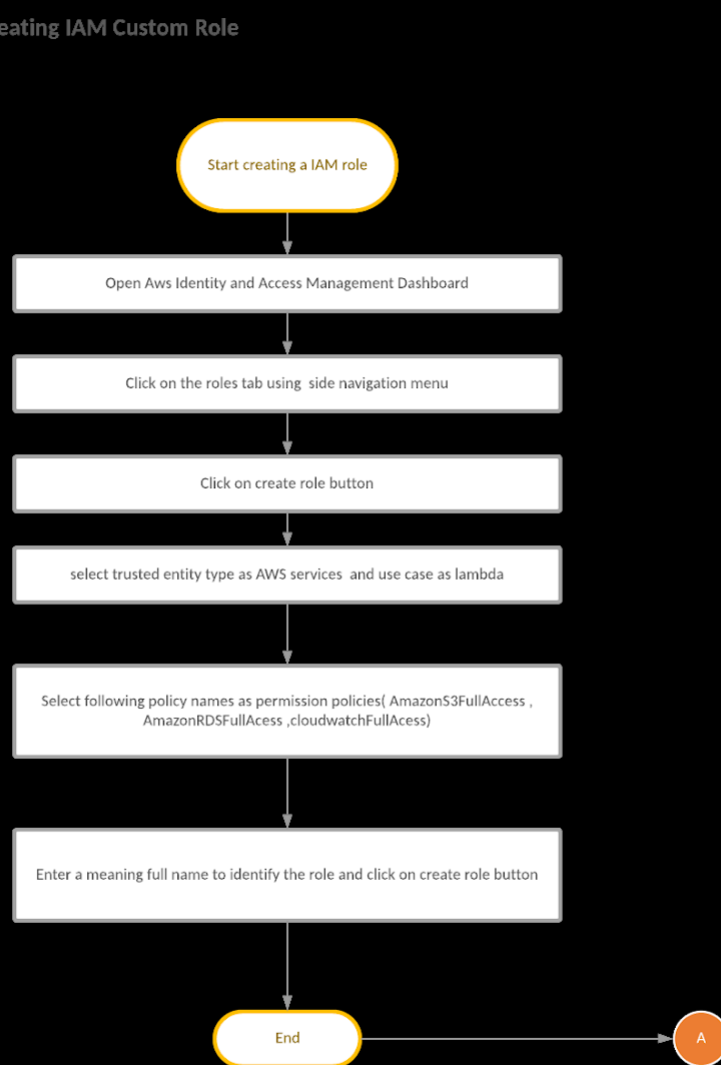 eating IAM Custom Role
Start creating a IAM role
Open Aws Identity and Access Management Dashboard
Click on the roles tab using side navigation menu
Click on create role button
select trusted entity type as AWS services and use case as lambda
Select following policy names as permission policies( AmazonS3FullAccess ,
AmazonRDSFullAcess ,cloudwatchFullAcess)
Enter a meaning full name to identify the role and click on create role button
End
A